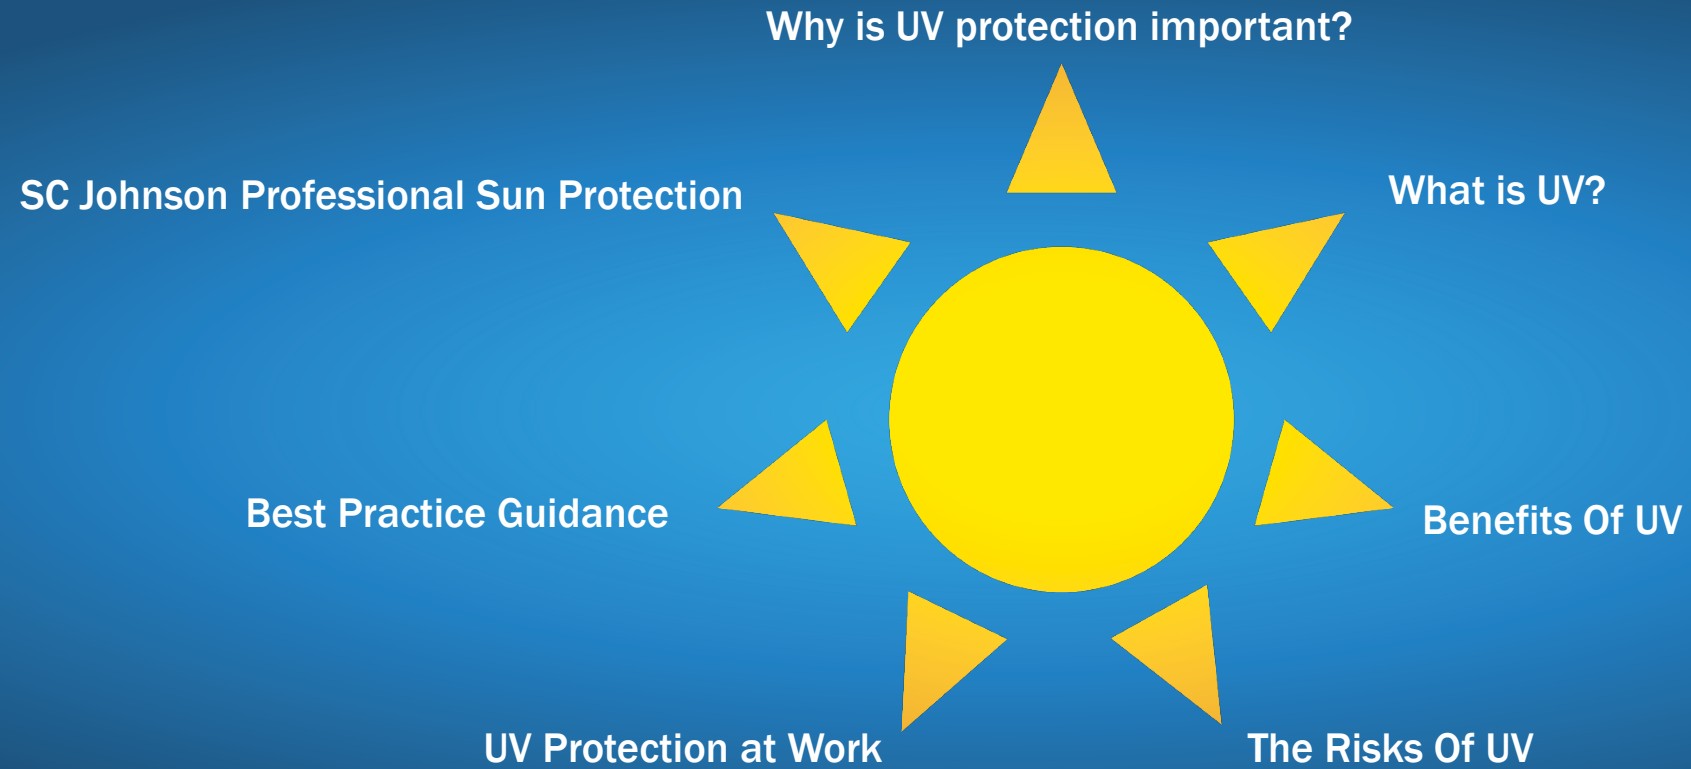 Why is UV protection important?
SC Johnson Professional Sun Protection
What is UV?
Best Practice Guidance
Benefits Of UV
UV Protection at Work
The Risks Of UV